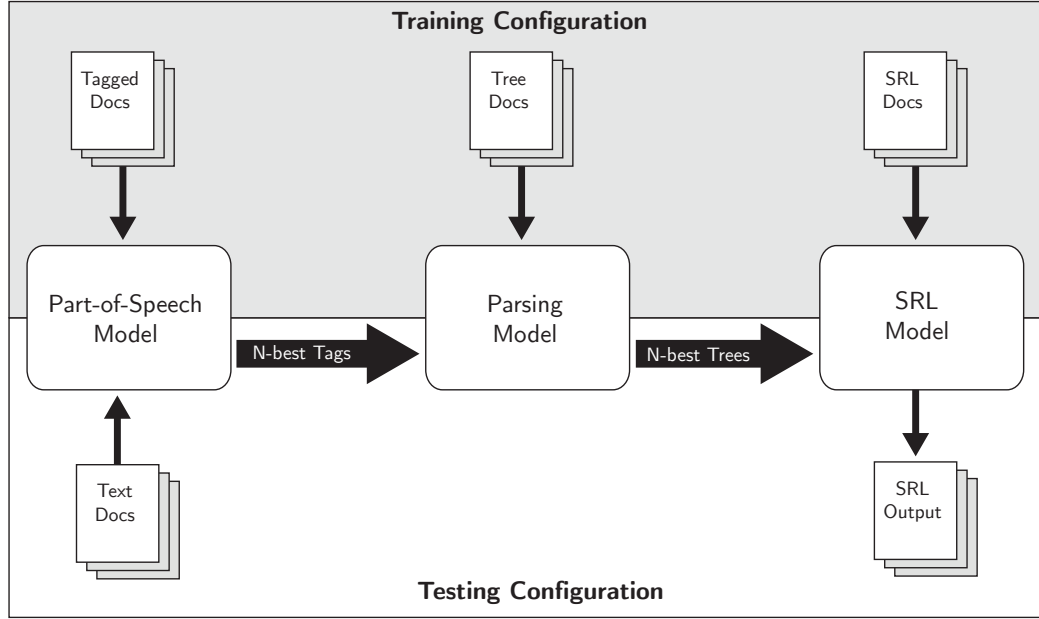 Training Configuration
Tagged
Docs
Tree
Docs
SRL
Docs
Part-of-Speech
Model
Parsing
Model
SRL
Model
N-best Tags
N-best Trees
Text
Docs
SRL
Output
Testing Configuration